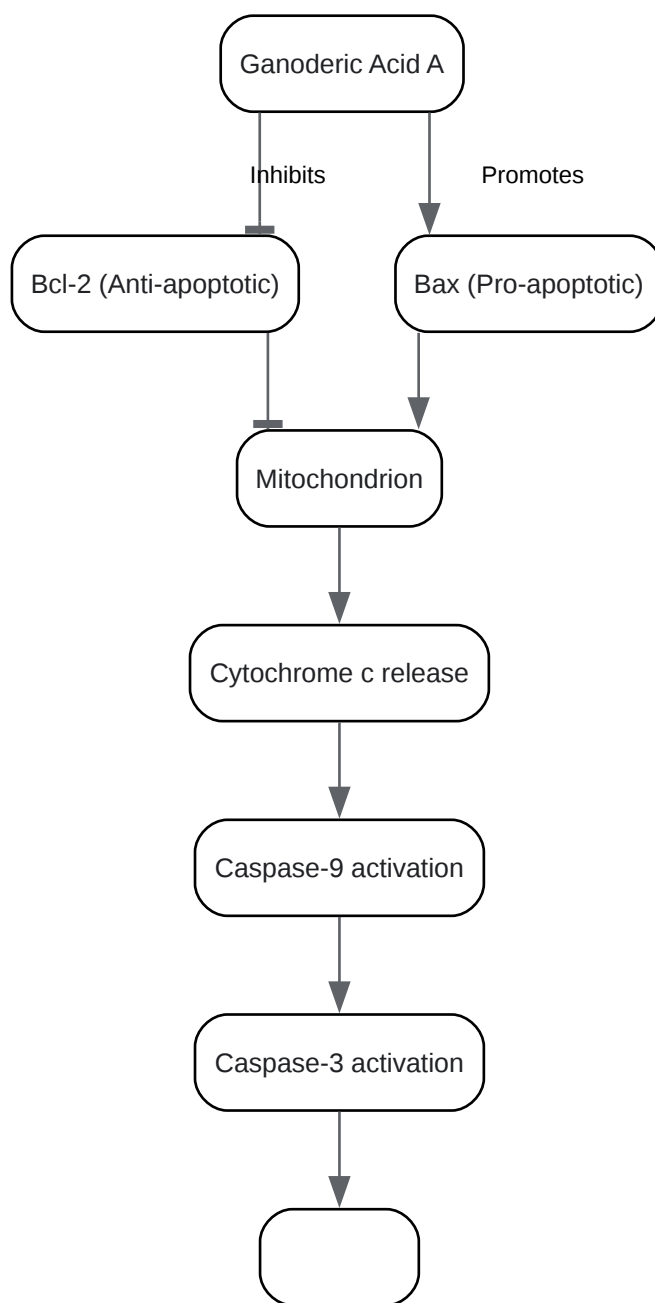 Ganoderic Acid A
Inhibits
Promotes
Bcl-2 (Anti-apoptotic)
Bax (Pro-apoptotic)
Mitochondrion
Cytochrome c release
Caspase-9 activation
Caspase-3 activation